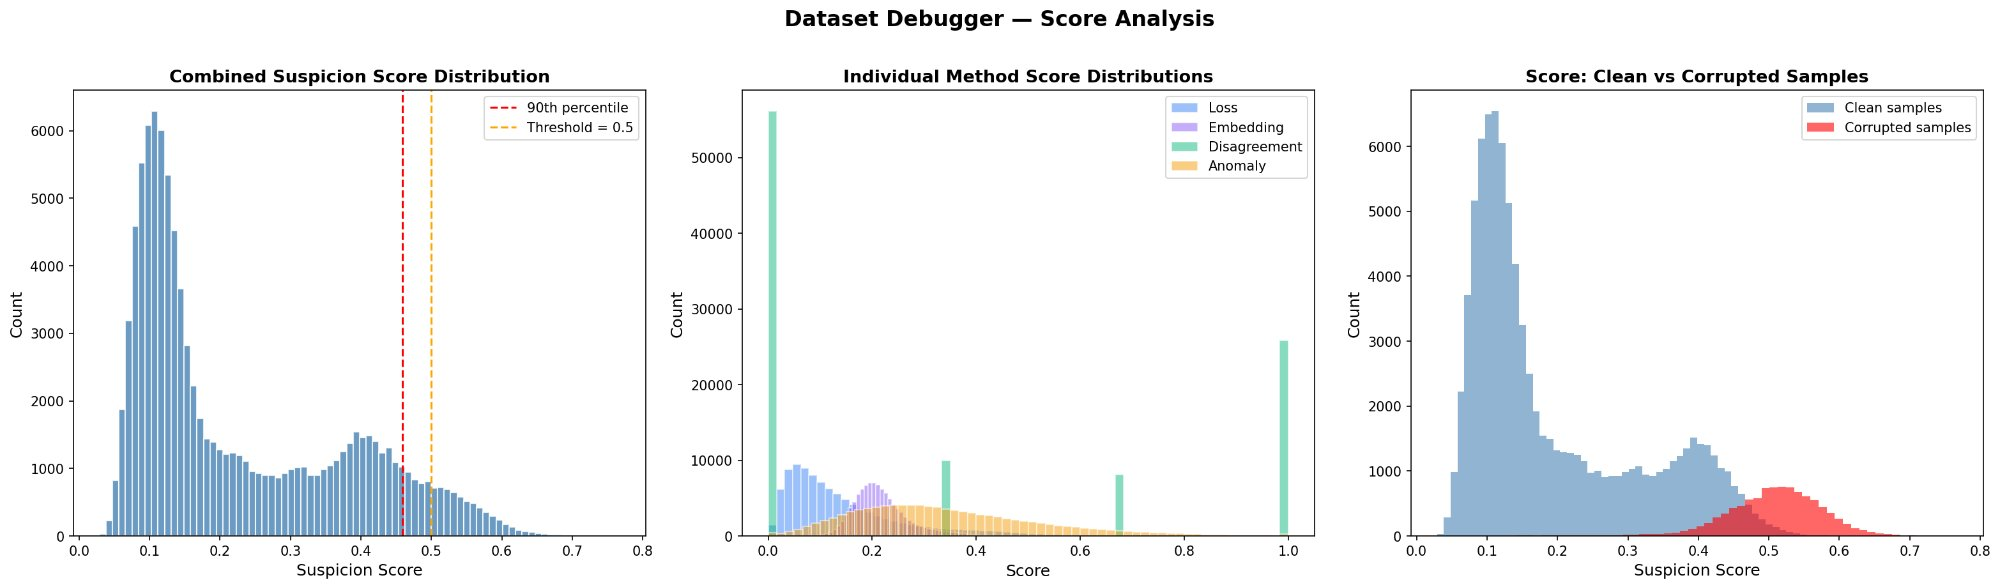 Dataset Debugger — Score Analysis
Combined Suspicion Score Distribution
90th percentile
Threshold = 0.5
Count
6000
5000
4000
3000
2000
1000
0
0.0 0.1 0.2 0.3 0.4 0.5 0.6 0.7 0.8
Suspicion Score
Individual Method Score Distributions
Loss
Embedding
Disagreement
Anomaly
Count
50000
40000
30000
20000
10000
0
0.0 0.2 0.4 0.6 0.8 1.0
Score
Score: Clean vs Corrupted Samples
Clean samples
Corrupted samples
Count
6000
5000
4000
3000
2000
1000
0
0.0 0.1 0.2 0.3 0.4 0.5 0.6 0.7 0.8
Suspicion Score